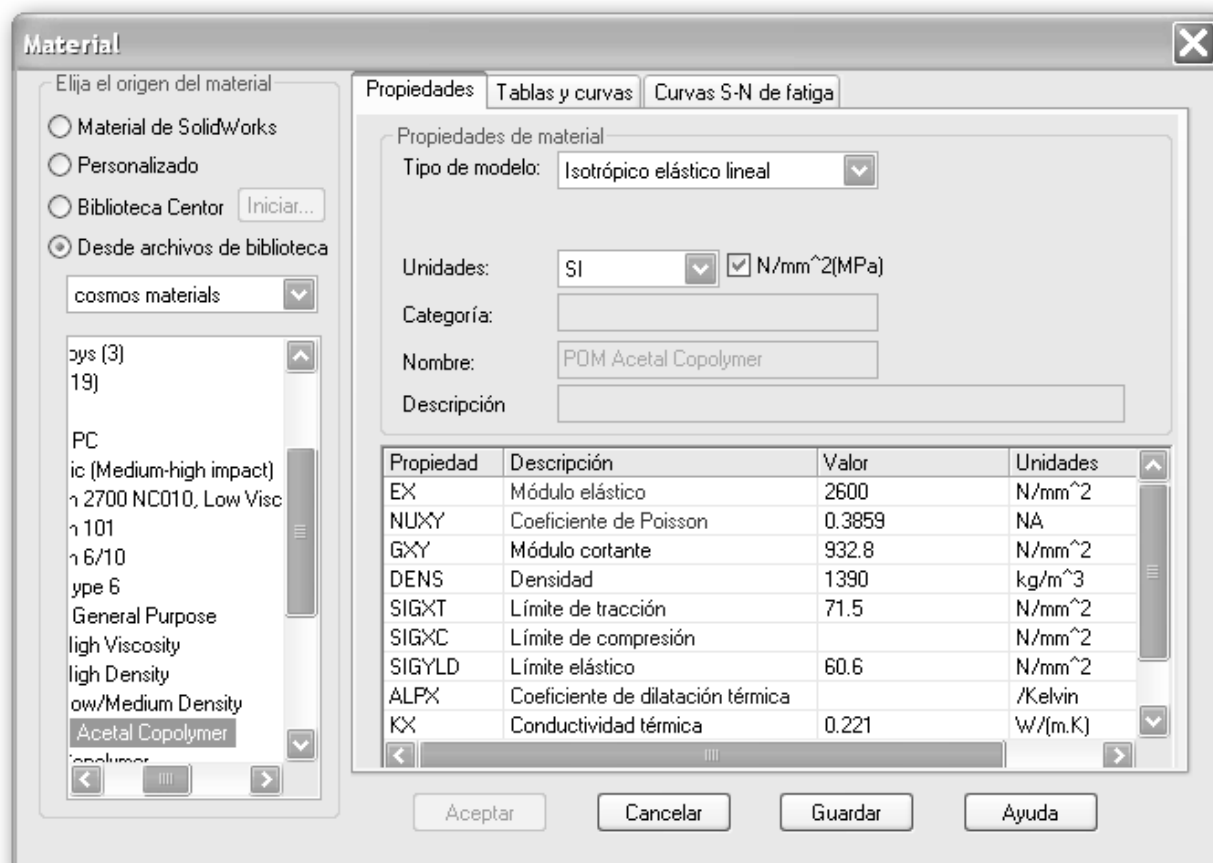 Material
Elija el origen del material
Material de SolidWorks
Personalizado
Biblioteca Centor Iniciar...
Desde archivos de biblioteca
cosmos materials
oys (3)
19)
PC
ic (Medium-high impact)
2700 NC010, Low Visc
101
6/10
ype 6
General Purpose
High Viscosity
High Density
ow/Medium Density
Acetal Copolymer
Propiedades Tablas y curvas Curvas S-N de fatiga
Propiedades de material
Tipo de modelo: Isotrópico elástico lineal
Unidades: SI N/mm^2(MPa)
Categoría:
Nombre: POM Acetal Copolymer
Descripción
Propiedad Descripción Valor Unidades
EX Módulo elástico 2600 N/mm^2
NUXY Coeficiente de Poisson 0.3859 NA
GXY Módulo cortante 932.8 N/mm^2
DENS Densidad 1390 kg/m^3
SIGXT Límite de tracción 71.5 N/mm^2
SIGXC Límite de compresión N/mm^2
SIGYLD Límite elástico 60.6 N/mm^2
ALPX Coeficiente de dilatación térmica /Kelvin
KX Conductividad térmica 0.221 W/(m.K)
Aceptar Cancelar Guardar Ayuda